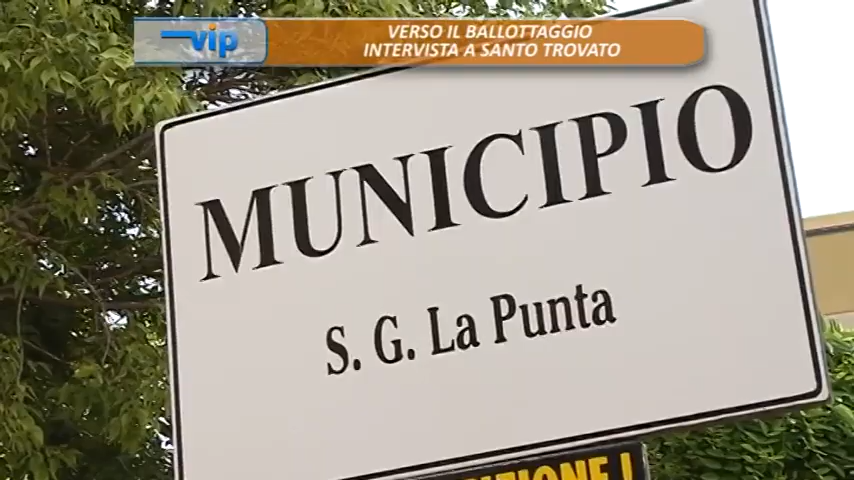 vip
VERSO IL BALLOTTAGGIO
INTERVISTA A SANTO TROVATO
MUNICIPIO
S. G. La Punta